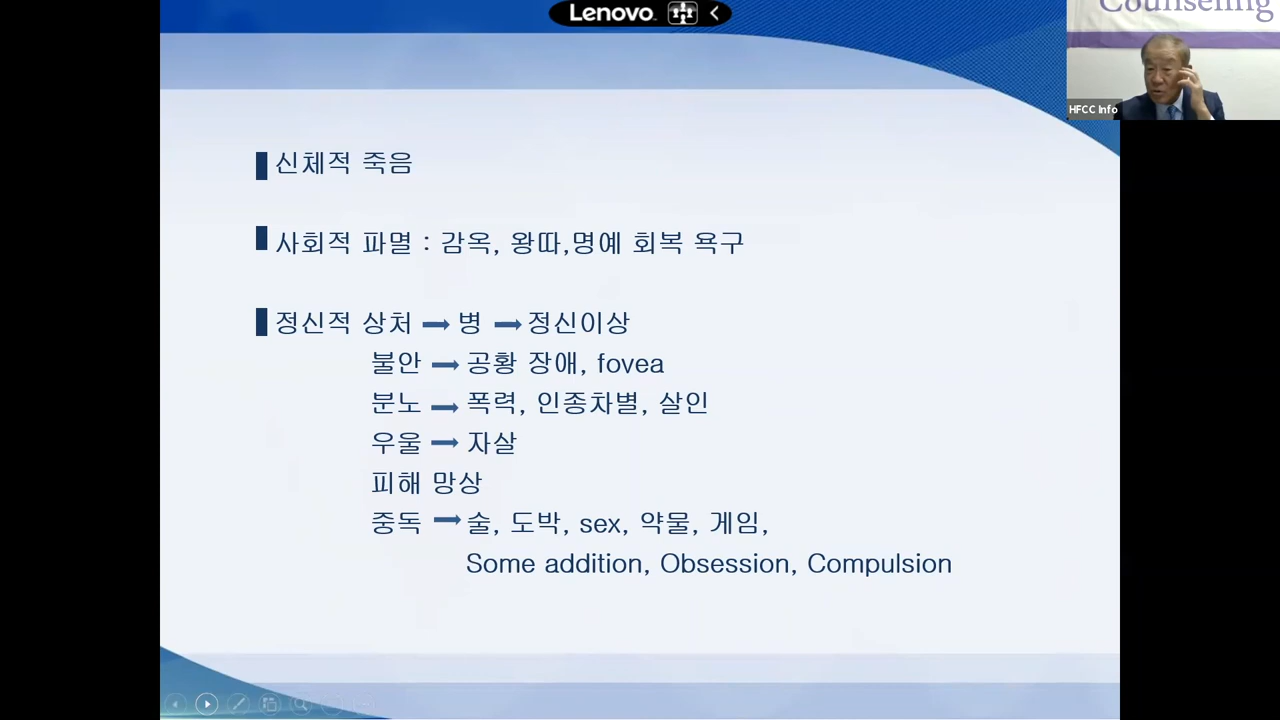 Lenovo
Counseling
HFCC Info
신체적 죽음
사회적 파멸 : 감옥, 왕따,명예 회복 욕구
정신적 상처 → 병 → 정신이상
불안 → 공황 장애, fovea
분노 → 폭력, 인종차별, 살인
우울 → 자살
피해 망상
중독 → 술, 도박, sex, 약물, 게임,
Some addition, Obsession, Compulsion